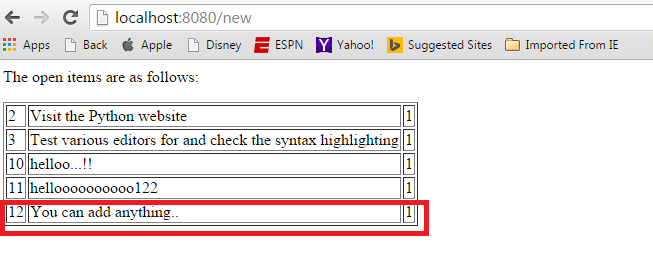 localhost:8080/new
Apps Back Apple Disney ESPN Yahoo! Suggested Sites Imported From IE
The open items are as follows:
2 Visit the Python website 1
3 Test various editors for and check the syntax highlighting 1
10 helloo...!! 1
11 helloooooooooo122 1
12 You can add anything.. 1